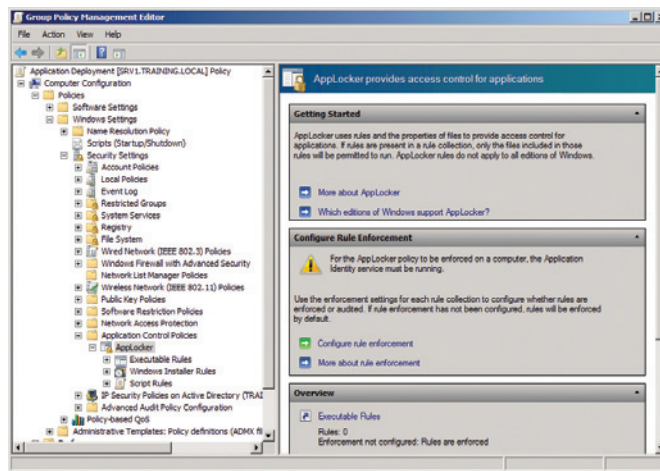 Group Policy Management Editor
File Action View Help
Application Deployment [SRV1.TRAINING.LOCAL] Policy
Computer Configuration
Policies
Software Settings
Windows Settings
Name Resolution Policy
Scripts (Startup/Shutdown)
Security Settings
Account Policies
Local Policies
Event Log
Restricted Groups
System Services
Registry
File System
Wired Network (IEEE 802.3) Policies
Windows Firewall with Advanced Security
Network List Manager Policies
Wireless Network (IEEE 802.11) Policies
Public Key Policies
Software Restriction Policies
Network Access Protection
Application Control Policies
AppLocker
Executable Rules
Windows Installer Rules
Script Rules
IP Security Policies on Active Directory (TRAI
Advanced Audit Policy Configuration
Policy-based QoS
Administrative Templates: Policy definitions (ADMX fil
AppLocker provides access control for applications
Getting Started
AppLocker uses rules and the properties of files to provide access control for
applications. If rules are present in a rule collection, only the files included in those
rules will be permitted to run. AppLocker rules do not apply to all editions of Windows.
More about AppLocker
Which editions of Windows support AppLocker?
Configure Rule Enforcement
For the AppLocker policy to be enforced on a computer, the Application
Identity service must be running.
Use the enforcement settings for each rule collection to configure whether rules are
enforced or audited. If rule enforcement has not been configured, rules will be enforced
by default.
Configure rule enforcement
More about rule enforcement
Overview
Executable Rules
Rules: 0
Enforcement not configured: Rules are enforced